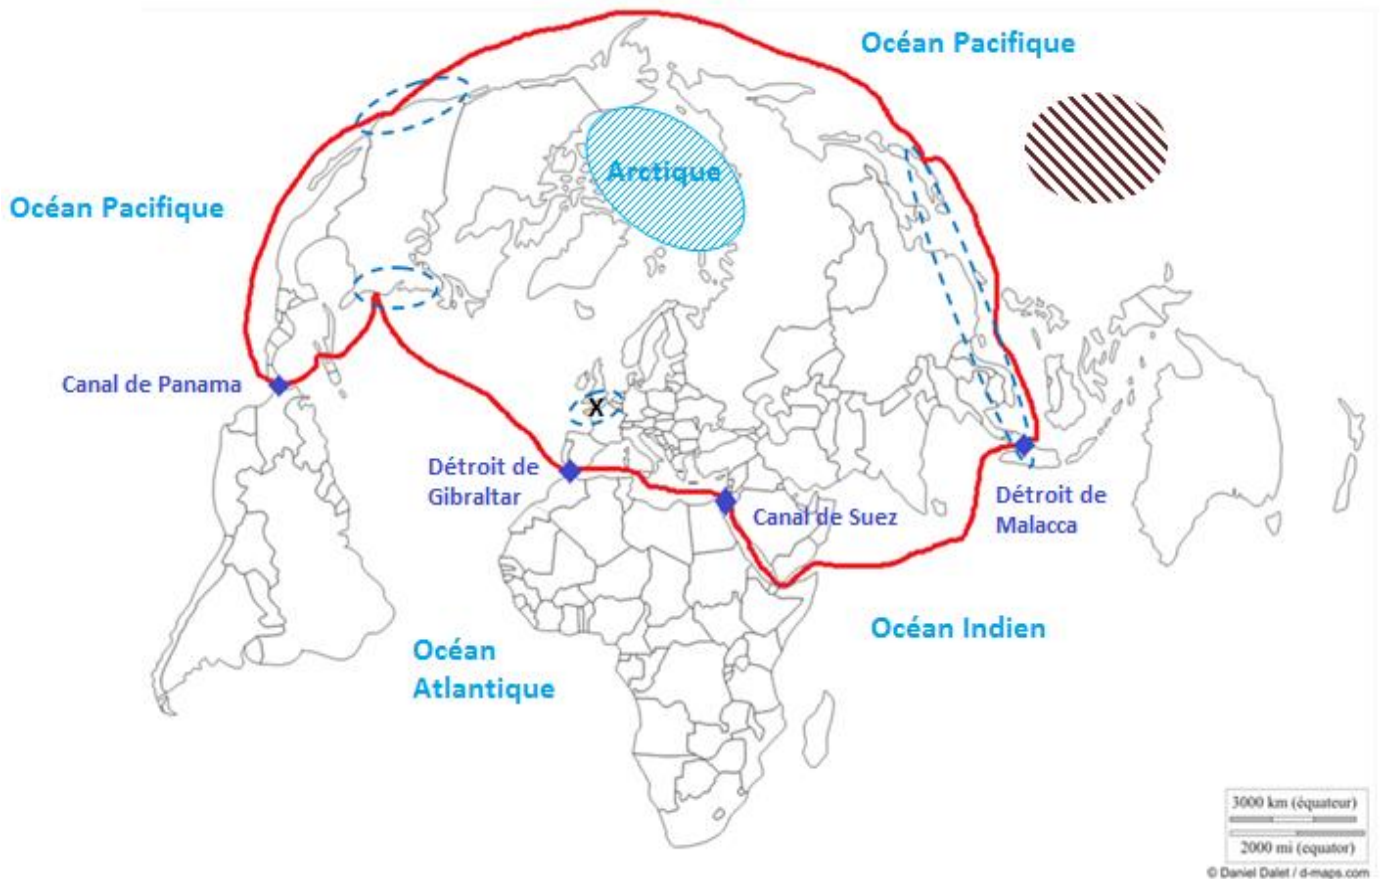 Océan Pacifique
Arctique
Océan Pacifique
Canal de Panama
X
Détroit de
Gibraltar
Canal de Suez
Détroit de
Malacca
Océan Indien
Océan
Atlantique
3000 km (équateur)
2000 mi (equator)
© Daniel Dalet / d-maps.com